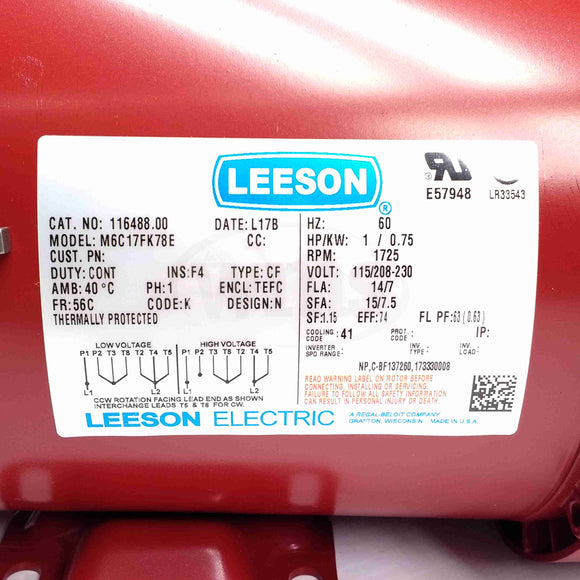 LEESON
®
E57948
LR33543
CAT. NO: 116488.00 DATE: L17B
MODEL: M6C17FK78E CC:
CUST. PN:
DUTY: CONT INS: F4 TYPE: CF
AMB: 40°C PH: 1 ENCL: TEFC
FR: 56C CODE: K DESIGN: N
THERMALLY PROTECTED
HZ: 60
HP/KW: 1 / 0.75
RPM: 1725
VOLT: 115/208-230
FLA: 14/7
SFA: 15/7.5
SF: 1.15 EFF: 74 FL PF: 63 (0.63)
COOLING CODE: 41 PROT. CODE: IP:
INVERTER SPD RANGE: INV. TYPE: INV. LOAD:
NP,C-BF137260,173330008
LOW VOLTAGE HIGH VOLTAGE
P1 P2 T3 T8 T2 T4 T5 P1 P2 T3 T8 T2 T4 T5
L1 L2 L1 L2
CCW ROTATION FACING LEAD END AS SHOWN
INTERCHANGE LEADS T5 & T8 FOR CW.
READ WARNING LABEL ON MOTOR BEFORE
CONNECTING, INSTALLING OR SERVICING.
FAILURE TO FOLLOW INSTRUCTIONS COULD
RESULT IN PERSONAL INJURY OR DEATH.
LEESON ELECTRIC
A REGAL-BELOIT COMPANY
GRAFTON, WISCONSIN MADE IN U.S.A.